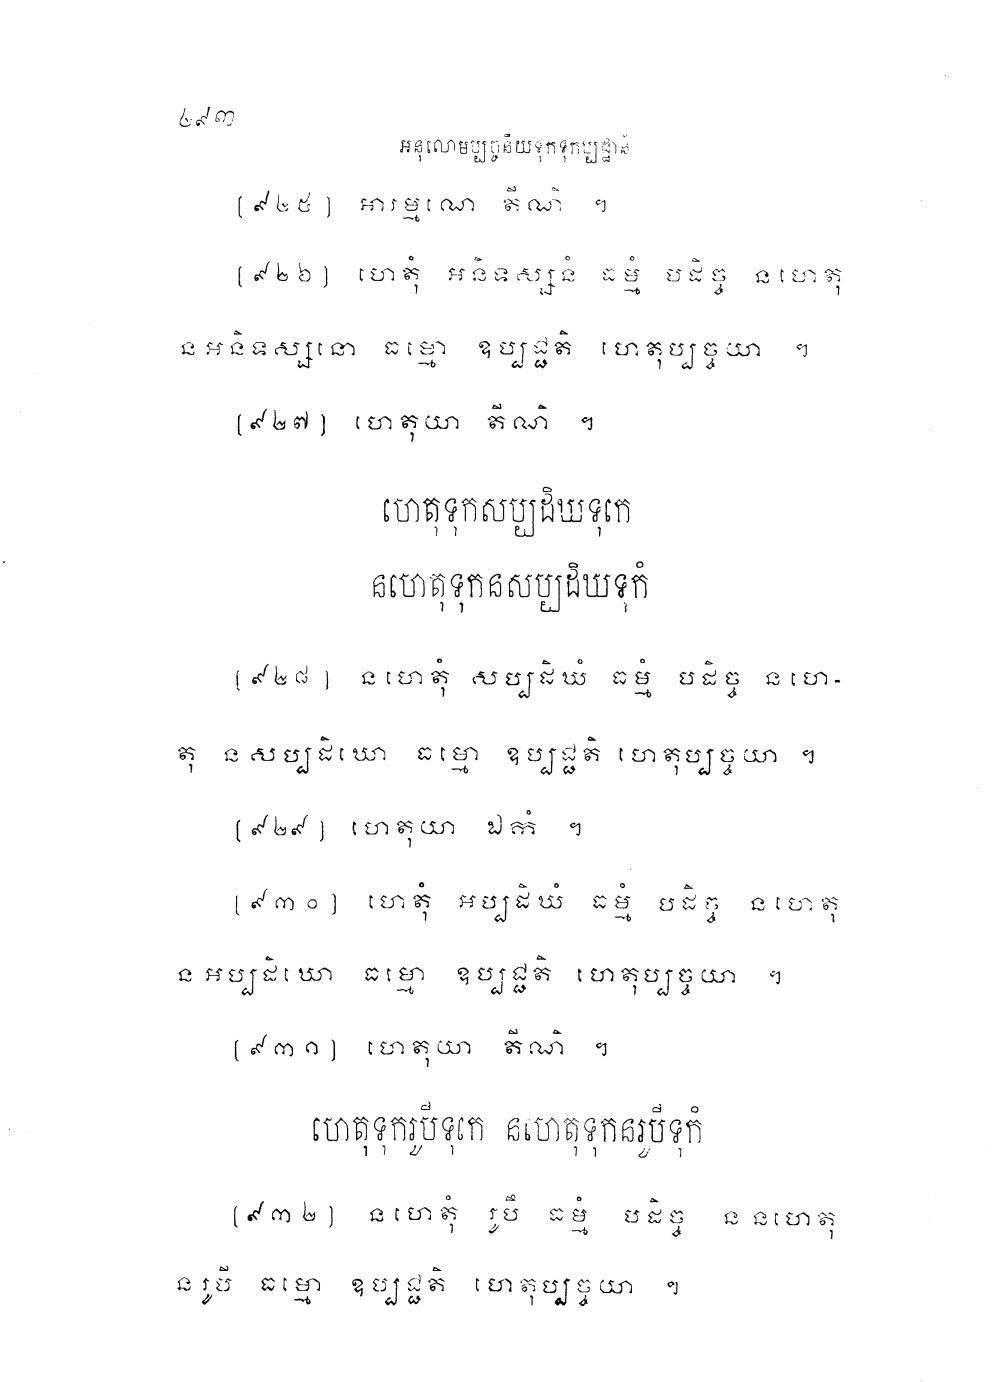 ៤៩៣
អនុលោមប្បច្ចនីយទុកទុកប្បដ្ឋានំ
[៩២៥] អារម្មណេ តីណិ ។
[៩២៦] ហេតុំ អនិទស្សនំ ធម្មំ បដិច្ច នហេតុ
នអនិទស្សនោ ធម្មោ ឧប្បជ្ជតិ ហេតុប្បច្ចយា ។
[៩២៧] ហេតុយា តីណិ ។
ហេតុទុកសប្បដិឃទុកេ
នហេតុទុកនសប្បដិឃទុកំ
[៩២៨] នហេតុំ សប្បដិឃំ ធម្មំ បដិច្ច នហេ-
តុ នសប្បដិឃោ ធម្មោ ឧប្បជ្ជតិ ហេតុប្បច្ចយា ។
[៩២៩] ហេតុយា ឯកំ ។
[៩៣០] ហេតុំ អប្បដិឃំ ធម្មំ បដិច្ច នហេតុ
នអប្បដិឃោ ធម្មោ ឧប្បជ្ជតិ ហេតុប្បច្ចយា ។
[៩៣១] ហេតុយា តីណិ ។
ហេតុទុករូបីទុកេ នហេតុទុកនរូបីទុកំ
[៩៣២] នហេតុំ រូបឹ ធម្មំ បដិច្ច ននហេតុ
នរូបី ធម្មោ ឧប្បជ្ជតិ ហេតុប្បច្ចយា ។